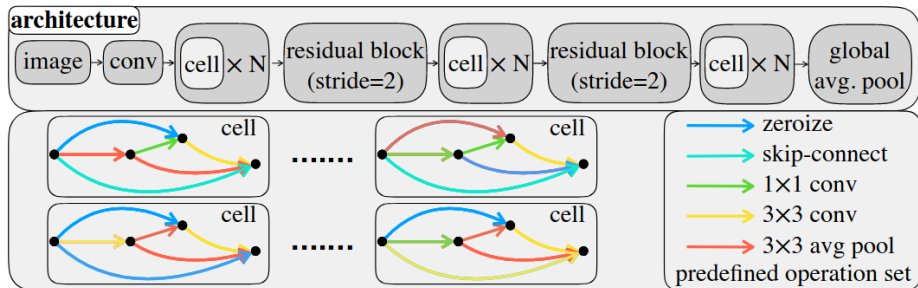 architecture
image
conv
cell × N
residual block
(stride=2)
cell × N
residual block
(stride=2)
cell × N
global
avg. pool
cell
.......
cell
cell
.......
cell
zeroize
skip-connect
1×1 conv
3×3 conv
3×3 avg pool
predefined operation set